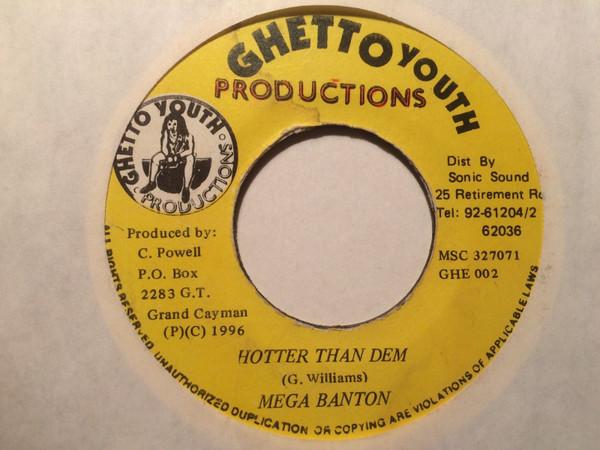 GHETTO YOUTH
PRODUCTIONS
GHETTO YOUTH
PRODUCTIONS
Dist By
Sonic Sound
25 Retirement
Tel: 92-61204/2
62036
MSC 327071
GHE 002
Produced by:
C. Powell
P.O. Box
2283 G.T.
Grand Cayman
(P)(C) 1996
HOTTER THAN DEM
(G. Williams)
MEGA BANTON
ALL RIGHTS RESERVED UNAUTHORIZED DUPLICATION OR COPYING ARE VIOLATIONS OF APPLICABLE LAWS